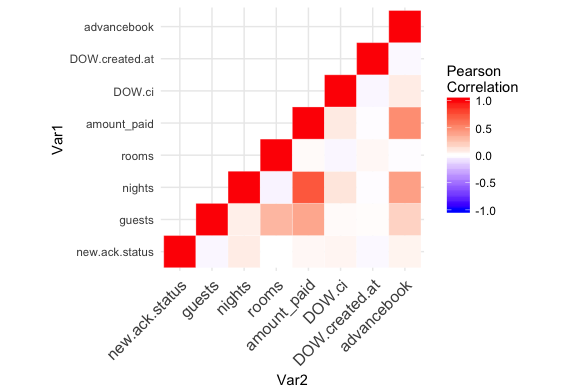 advancebook
DOW.created.at
DOW.ci
amount_paid
rooms
nights
guests
new.ack.status
Var1
new.ack.status
guests
nights
rooms
amount_paid
DOW.ci
DOW.created.at
advancebook
Var2
Pearson
Correlation
1.0
0.5
0.0
-0.5
-1.0